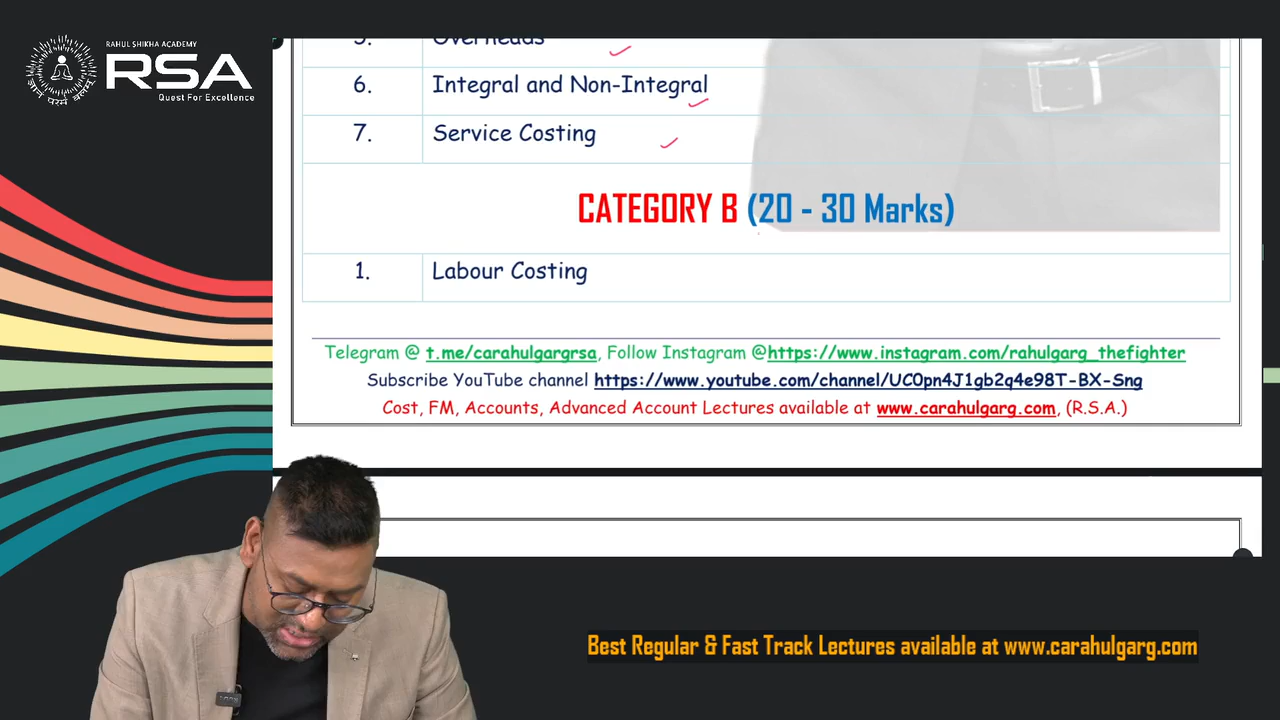 RAHUL SHIKHA ACADEMY
RSA
Quest For Excellence
5. Overheads
6. Integral and Non-Integral
7. Service Costing
CATEGORY B (20 - 30 Marks)
1. Labour Costing
Telegram @ t.me/carahulgargrsa, Follow Instagram @https://www.instagram.com/rahulgarg_thefighter
Subscribe YouTube channel https://www.youtube.com/channel/UC0pn4J1gb2q4e98T-BX-Sng
Cost, FM, Accounts, Advanced Account Lectures available at www.carahulgarg.com, (R.S.A.)
Best Regular & Fast Track Lectures available at www.carahulgarg.com